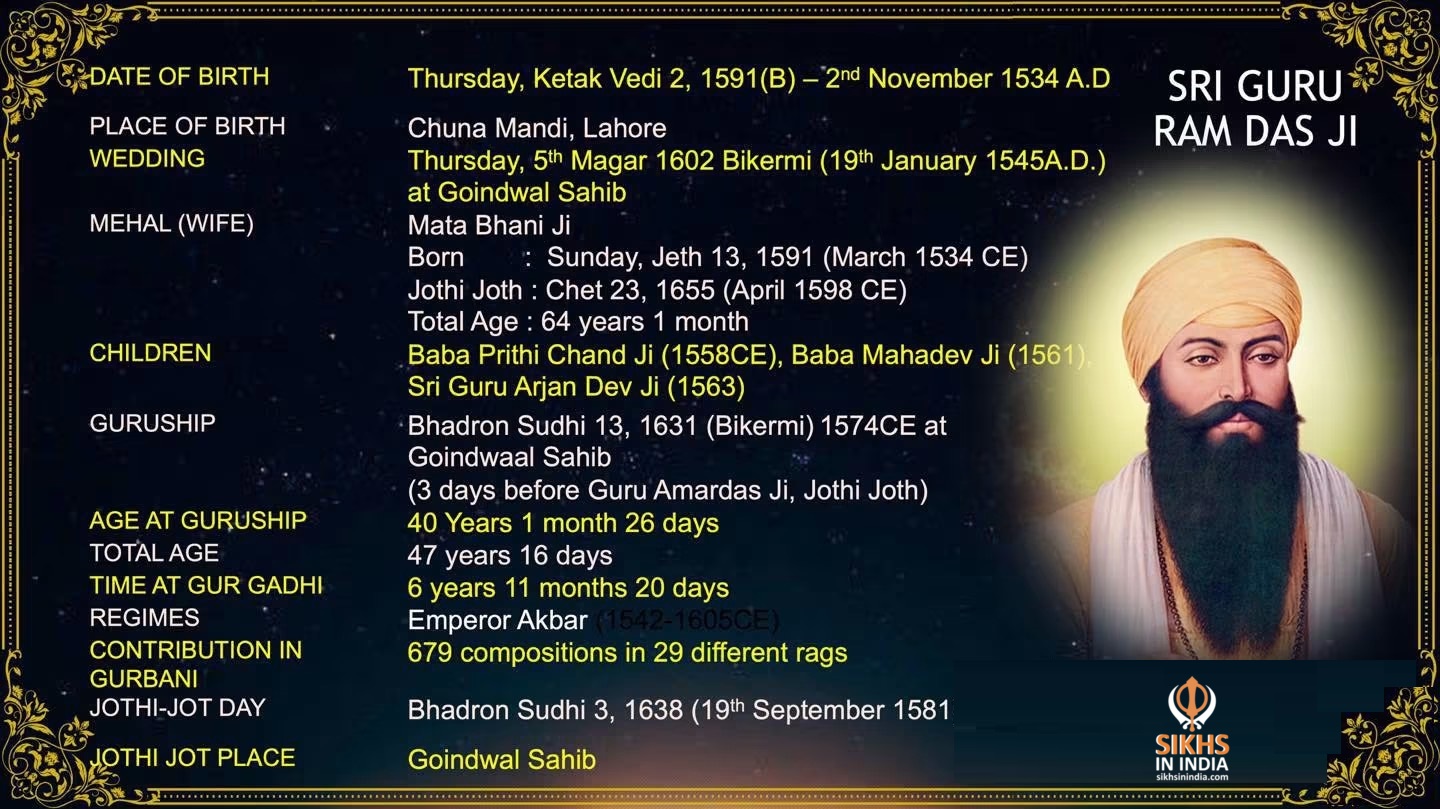 SRI GURU
RAM DAS JI
DATE OF BIRTH Thursday, Ketak Vedi 2, 1591(B) – 2nd November 1534 A.D
PLACE OF BIRTH Chuna Mandi, Lahore
WEDDING Thursday, 5th Magar 1602 Bikermi (19th January 1545A.D.)
at Goindwal Sahib
MEHAL (WIFE) Mata Bhani Ji
Born : Sunday, Jeth 13, 1591 (March 1534 CE)
Jothi Joth : Chet 23, 1655 (April 1598 CE)
Total Age : 64 years 1 month
CHILDREN Baba Prithi Chand Ji (1558CE), Baba Mahadev Ji (1561),
Sri Guru Arjan Dev Ji (1563)
GURUSHIP Bhadron Sudhi 13, 1631 (Bikermi) 1574CE at
Goindwaal Sahib
(3 days before Guru Amardas Ji, Jothi Joth)
AGE AT GURUSHIP 40 Years 1 month 26 days
TOTAL AGE 47 years 16 days
TIME AT GUR GADHI 6 years 11 months 20 days
REGIMES Emperor Akbar (1542-1605CE)
CONTRIBUTION IN 679 compositions in 29 different rags
GURBANI
JOTHI-JOT DAY Bhadron Sudhi 3, 1638 (19th September 1581
JOTHI JOT PLACE Goindwal Sahib
SIKHS
IN INDIA
sikhsinindia.com